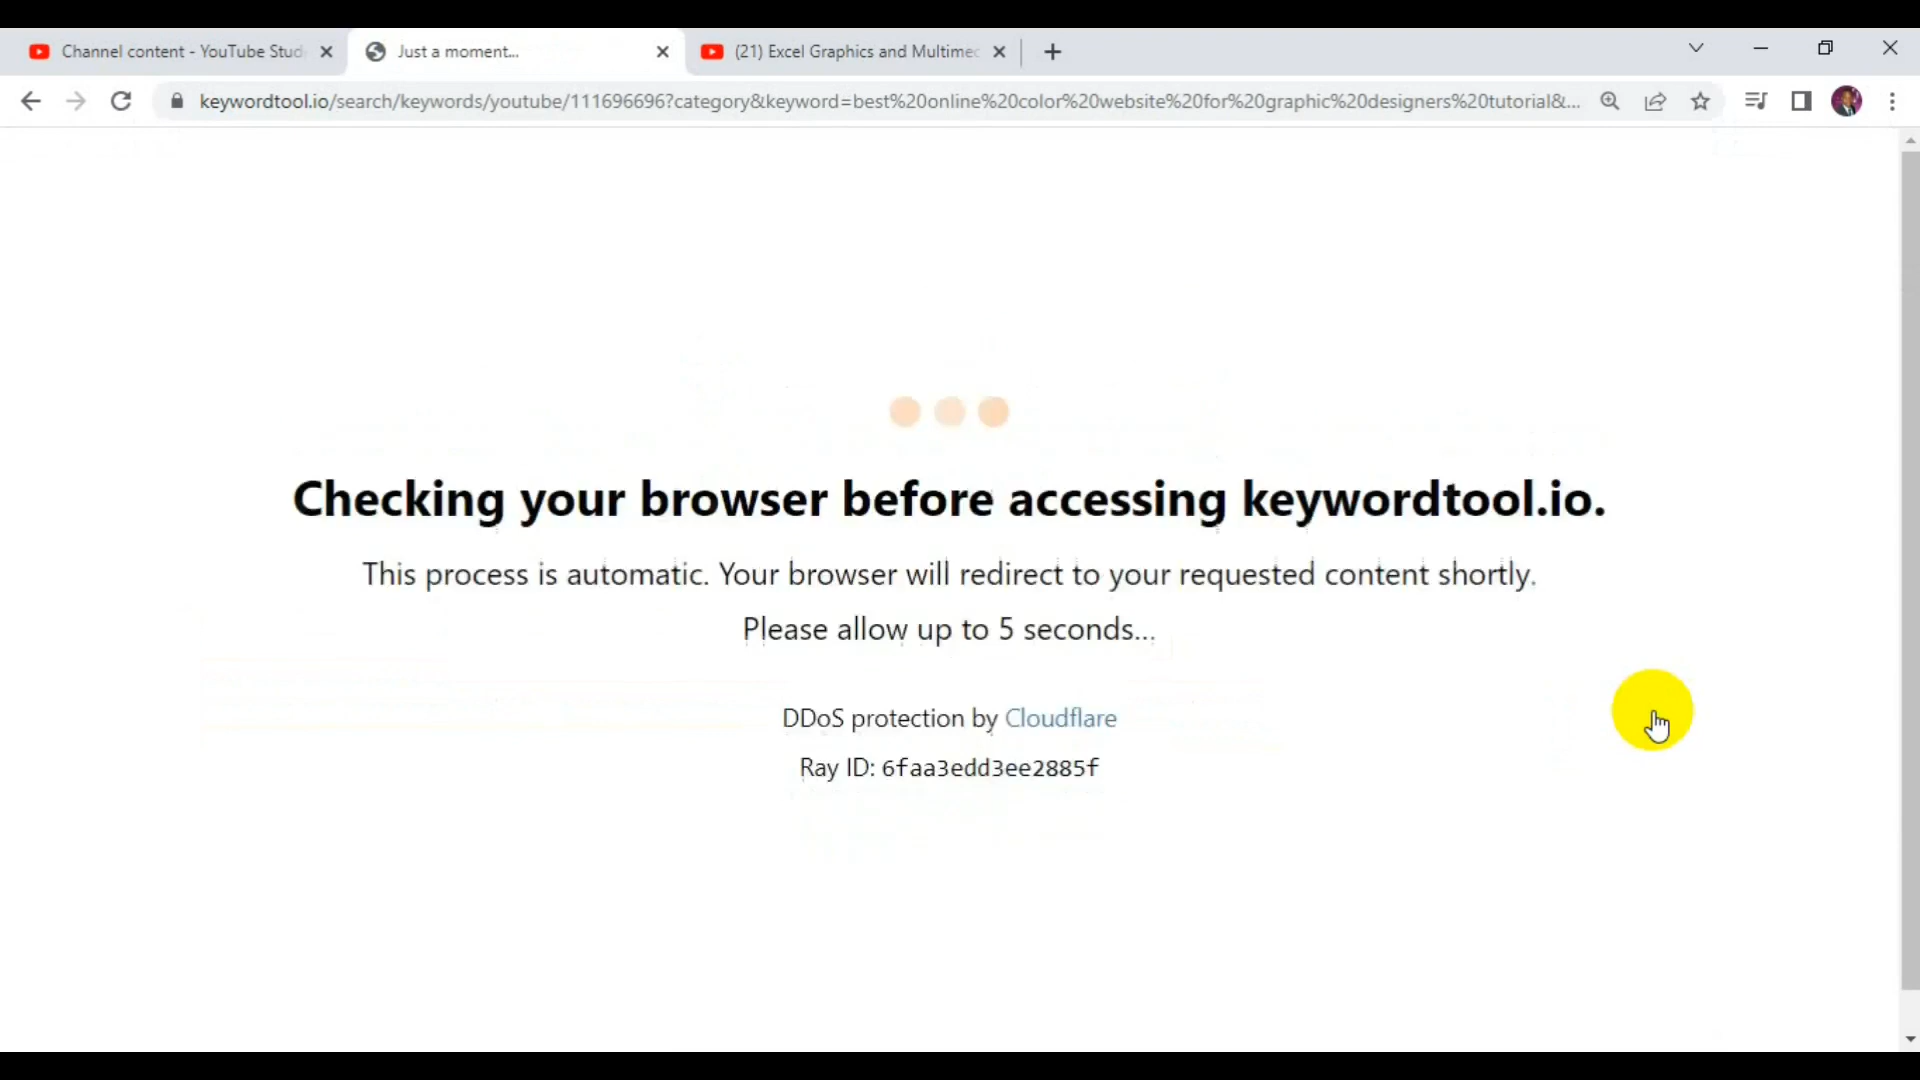 Channel content - YouTube Stud
Just a moment...
(21) Excel Graphics and Multimed
keywordtool.io/search/keywords/youtube/111696696?category&keyword=best%20online%20color%20website%20for%20graphic%20designers%20tutorial&...
Checking your browser before accessing keywordtool.io.
This process is automatic. Your browser will redirect to your requested content shortly.
Please allow up to 5 seconds...
DDoS protection by Cloudflare
Ray ID: 6faa3edd3ee2885f